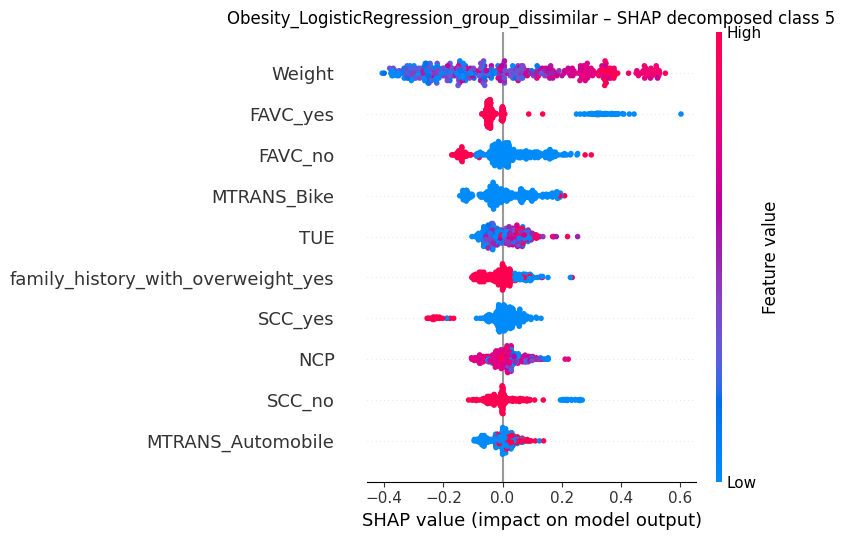 Obesity_LogisticRegression_group_dissimilar – SHAP decomposed class 5
High
Weight
FAVC_yes
FAVC_no
MTRANS_Bike
TUE
family_history_with_overweight_yes
SCC_yes
NCP
SCC_no
MTRANS_Automobile
Feature value
Low
−0.4 −0.2 0.0 0.2 0.4 0.6
SHAP value (impact on model output)